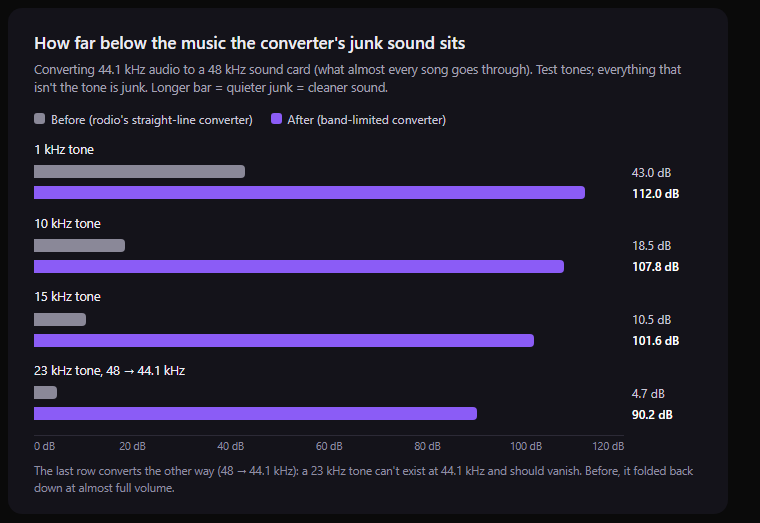 How far below the music the converter's junk sound sits
Converting 44.1 kHz audio to a 48 kHz sound card (what almost every song goes through). Test tones; everything that
isn't the tone is junk. Longer bar = quieter junk = cleaner sound.
Before (rodio's straight-line converter) After (band-limited converter)
1 kHz tone
43.0 dB
112.0 dB
10 kHz tone
18.5 dB
107.8 dB
15 kHz tone
10.5 dB
101.6 dB
23 kHz tone, 48 → 44.1 kHz
4.7 dB
90.2 dB
0 dB 20 dB 40 dB 60 dB 80 dB 100 dB 120 dB
The last row converts the other way (48 → 44.1 kHz): a 23 kHz tone can't exist at 44.1 kHz and should vanish. Before, it folded back
down at almost full volume.